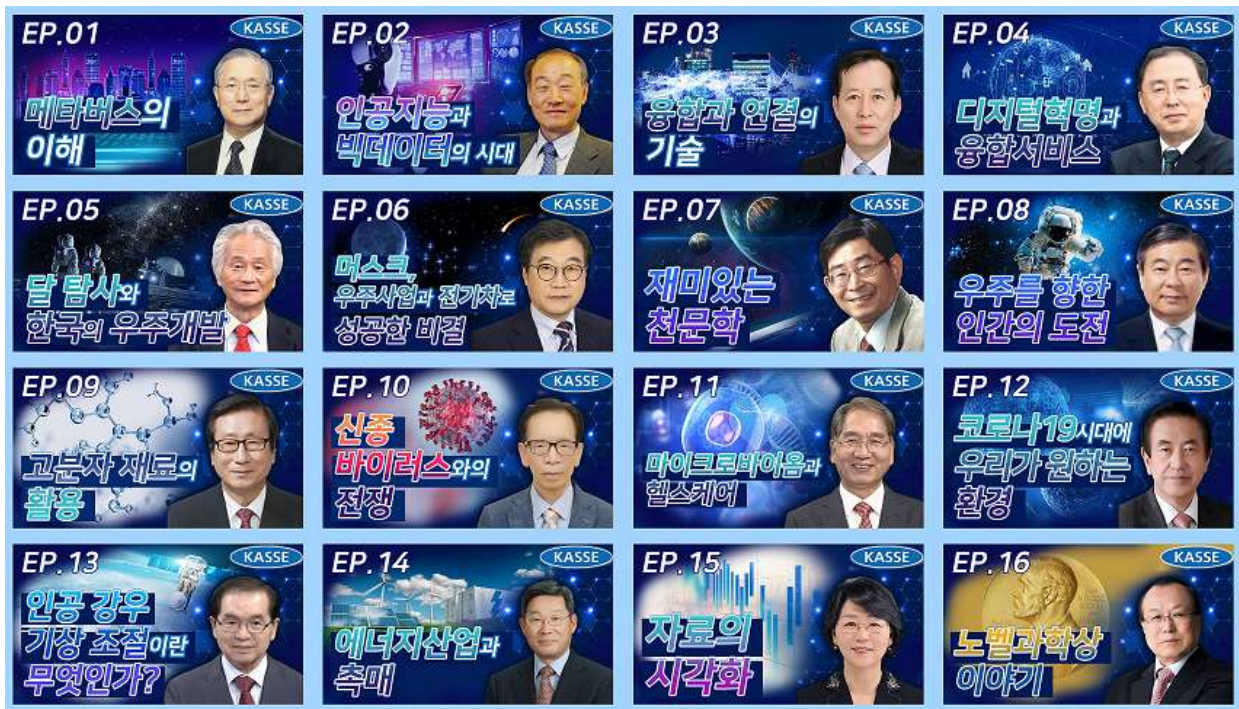 EP.01
KASSE
메타버스의
이해
EP.02
KASSE
인공지능과
빅데이터의 시대
EP.03
KASSE
융합과 연결의
기술
EP.04
KASSE
디지털혁명과
융합서비스
EP.05
KASSE
달 탐사와
한국의 우주개발
EP.06
KASSE
머스크,
우주사업과 전기차로
성공한 비결
EP.07
KASSE
재미있는
천문학
EP.08
KASSE
우주를 향한
인간의 도전
EP.09
KASSE
고분자 재료의
활용
EP.10
KASSE
신종
바이러스와의
전쟁
EP.11
KASSE
마이크로바이옴과
헬스케어
EP.12
KASSE
코로나19시대에
우리가 원하는
환경
EP.13
KASSE
인공 강우
기상 조절이란
무엇인가?
EP.14
KASSE
에너지산업과
촉매
EP.15
KASSE
자료의
시각화
EP.16
KASSE
노벨과학상
이야기